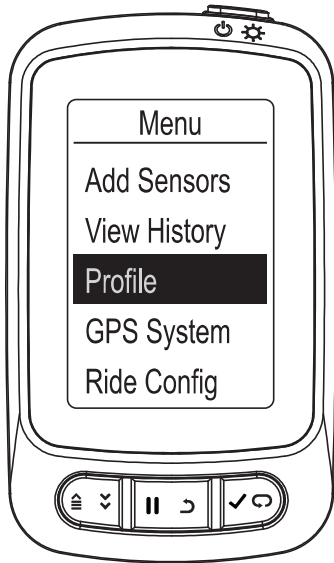 Menu
Add Sensors
View History
Profile
GPS System
Ride Config